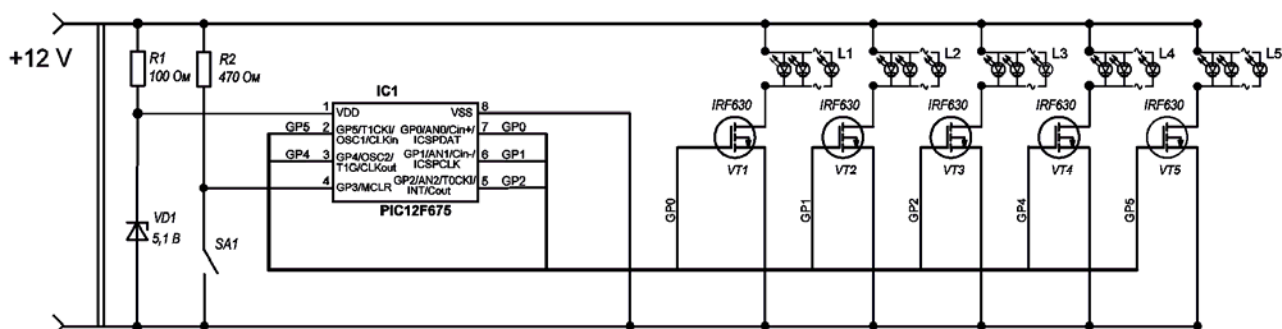 +12 V
R1
100 Ом
R2
470 Ом
IC1
1
VDD
VSS
8
GP5
2
GP5/T1CKI/
OSC1/CLKin
GP0/AN0/Cin+/
ICSPDAT
7
GP0
GP4
3
GP4/OSC2/
T1G/CLKout
GP1/AN1/Cin-/
ICSPCLK
6
GP1
4
GP3/MCLR
GP2/AN2/T0CKI/
INT/Cout
5
GP2
PIC12F675
VD1
5,1 В
SA1
L1
L2
L3
L4
L5
IRF630
IRF630
IRF630
IRF630
IRF630
VT1
VT2
VT3
VT4
VT5
GP0
GP1
GP2
GP4
GP5